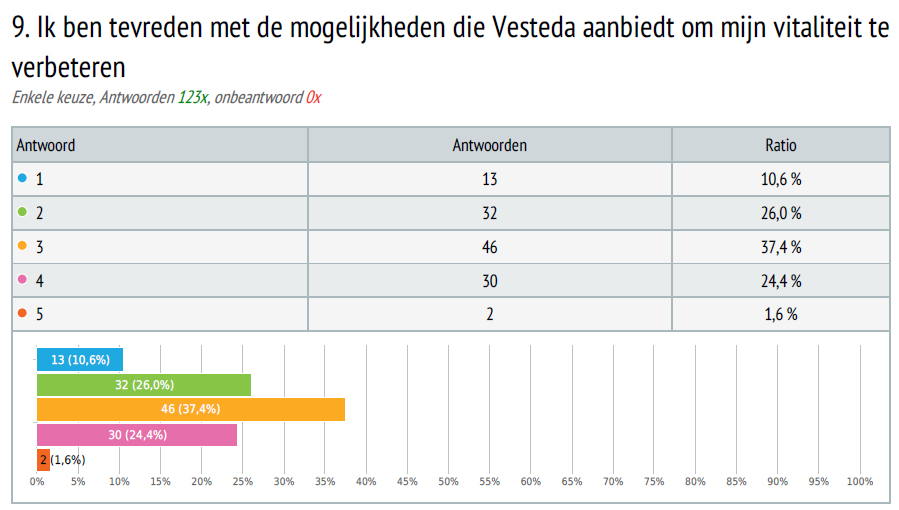 9. Ik ben tevreden met de mogelijkheden die Vesteda aanbiedt om mijn vitaliteit te
verbeteren
Enkele keuze, Antwoorden 123x, onbeantwoord 0x
Antwoord Antwoorden Ratio
1 13 10,6 %
2 32 26,0 %
3 46 37,4 %
4 30 24,4 %
5 2 1,6 %
13 (10,6%)
32 (26,0%)
46 (37,4%)
30 (24,4%)
2 (1,6%)
0% 5% 10% 15% 20% 25% 30% 35% 40% 45% 50% 55% 60% 65% 70% 75% 80% 85% 90% 95% 100%